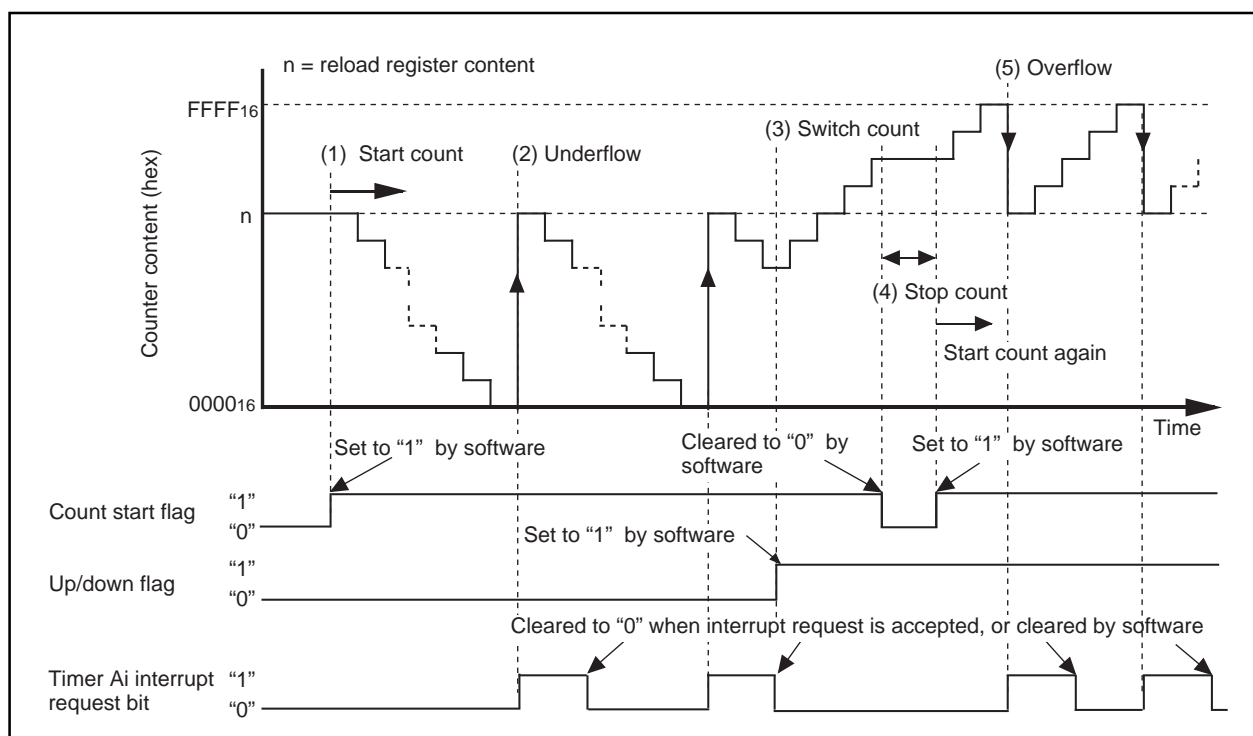 n = reload register content
(5) Overflow
FFFF16
(3) Switch count
(1) Start count
(2) Underflow
Counter content (hex)
n
(4) Stop count
Start count again
000016
Time
Set to “1” by software
Cleared to “0” by
software
Set to “1” by software
Count start flag
“1”
“0”
Set to “1” by software
Up/down flag
“1”
“0”
Cleared to “0” when interrupt request is accepted, or cleared by software
Timer Ai interrupt
request bit
“1”
“0”